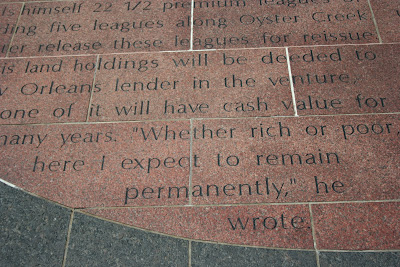 himself 22 1/2 premium leagues of
ing five leagues along Oyster Creek
er release these leagues for reissue
is land holdings will be deeded to
w Orleans lender in the venture,
one of it will have cash value for
many years. "Whether rich or poor,
here I expect to remain
permanently," he
wrote.